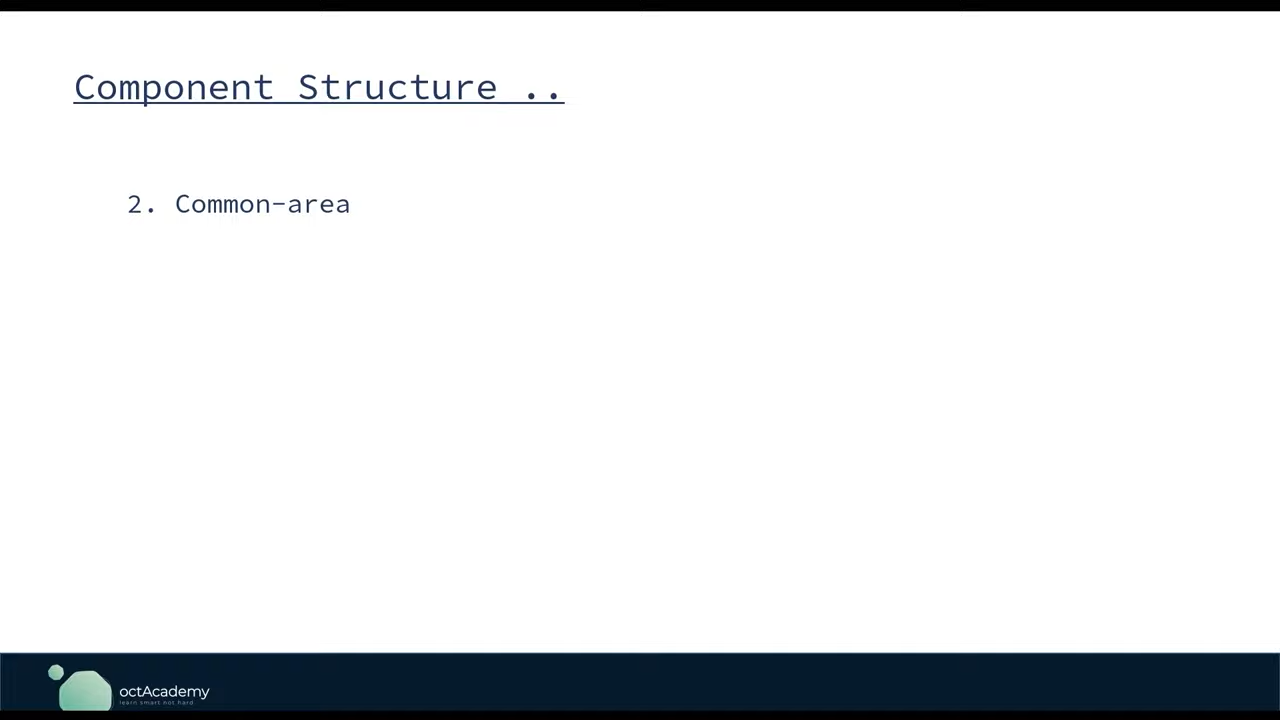 Component Structure ..
2. Common-area
octAcademy
learn smart not hard